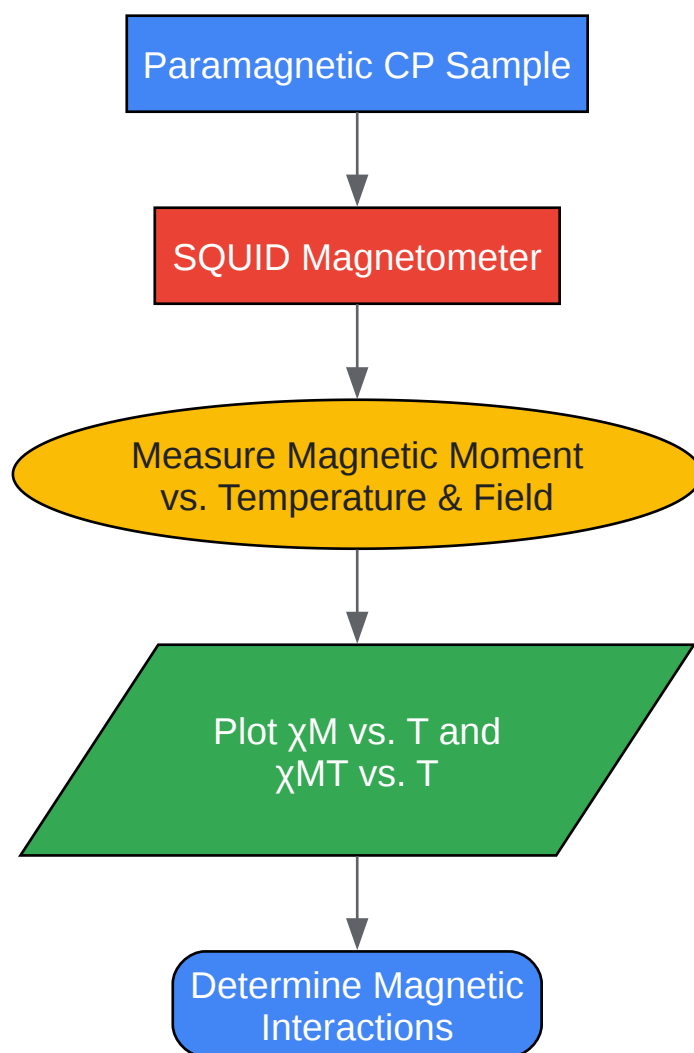 Paramagnetic CP Sample
SQUID Magnetometer
Measure Magnetic Moment
vs. Temperature & Field
Plot χM vs. T and
χMT vs. T
Determine Magnetic
Interactions